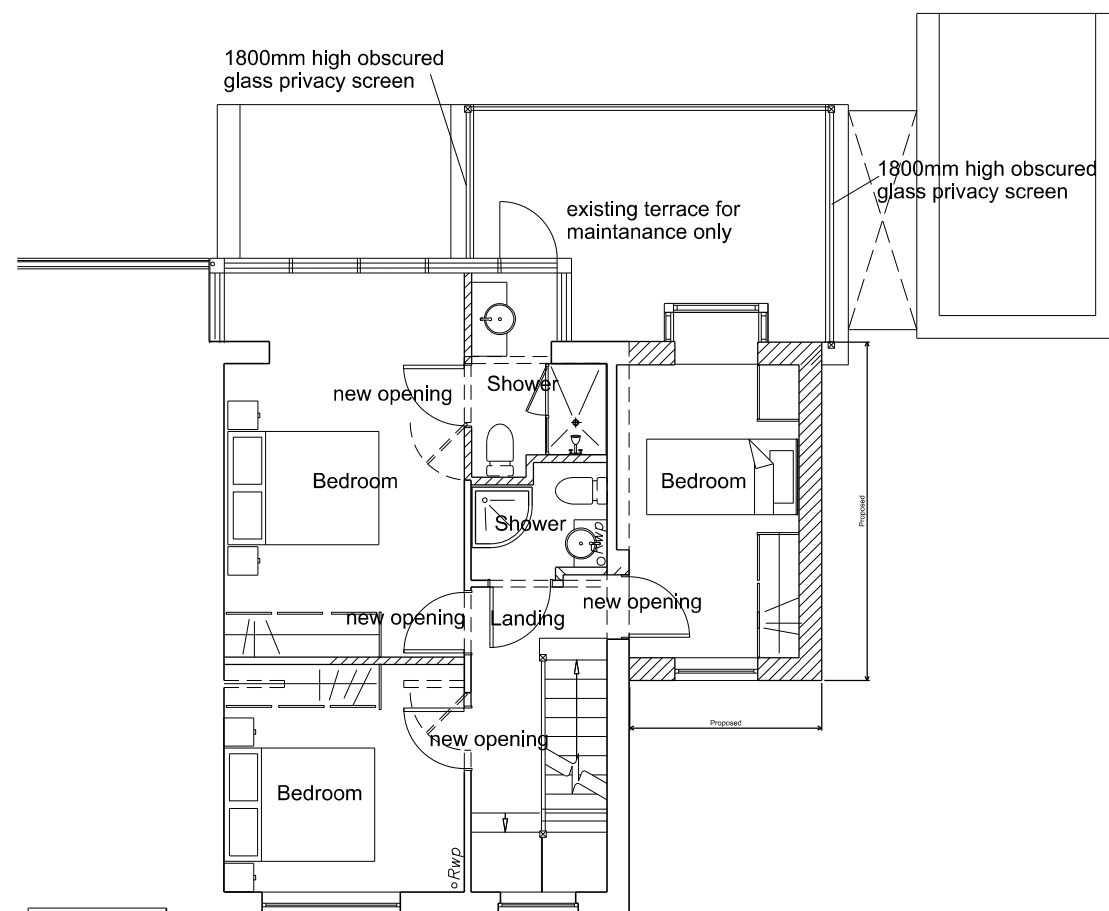 1800mm high obscured
glass privacy screen
1800mm high obscured
glass privacy screen
existing terrace for
maintanance only
Shower
new opening
Bedroom
Bedroom
Proposed
Shower
Rwp
new opening
Landing
new opening
Proposed
new opening
Bedroom
Rwp